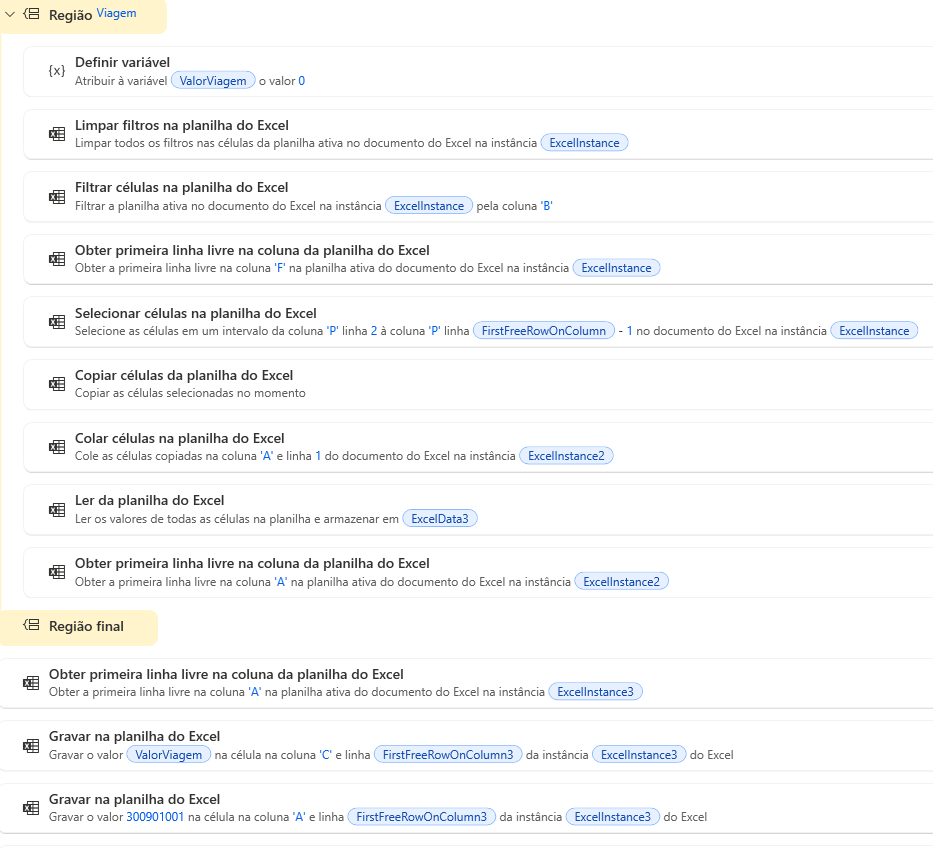 Região Viagem
Definir variável
{x} Atribuir à variável ValorViagem o valor 0
Limpar filtros na planilha do Excel
Limpar todos os filtros nas células da planilha ativa no documento do Excel na instância ExcelInstance
Filtrar células na planilha do Excel
Filtrar a planilha ativa no documento do Excel na instância ExcelInstance pela coluna 'B'
Obter primeira linha livre na coluna da planilha do Excel
Obter a primeira linha livre na coluna 'F' na planilha ativa do documento do Excel na instância ExcelInstance
Selecionar células na planilha do Excel
Selecione as células em um intervalo da coluna 'P' linha 2 à coluna 'P' linha FirstFreeRowOnColumn - 1 no documento do Excel na instância ExcelInstance
Copiar células da planilha do Excel
Copiar as células selecionadas no momento
Colar células na planilha do Excel
Cole as células copiadas na coluna 'A' e linha 1 do documento do Excel na instância ExcelInstance2
Ler da planilha do Excel
Ler os valores de todas as células na planilha e armazenar em ExcelData3
Obter primeira linha livre na coluna da planilha do Excel
Obter a primeira linha livre na coluna 'A' na planilha ativa do documento do Excel na instância ExcelInstance2
Região final
Obter primeira linha livre na coluna da planilha do Excel
Obter a primeira linha livre na coluna 'A' na planilha ativa do documento do Excel na instância ExcelInstance3
Gravar na planilha do Excel
Gravar o valor ValorViagem na célula na coluna 'C' e linha FirstFreeRowOnColumn3 da instância ExcelInstance3 do Excel
Gravar na planilha do Excel
Gravar o valor 300901001 na célula na coluna 'A' e linha FirstFreeRowOnColumn3 da instância ExcelInstance3 do Excel